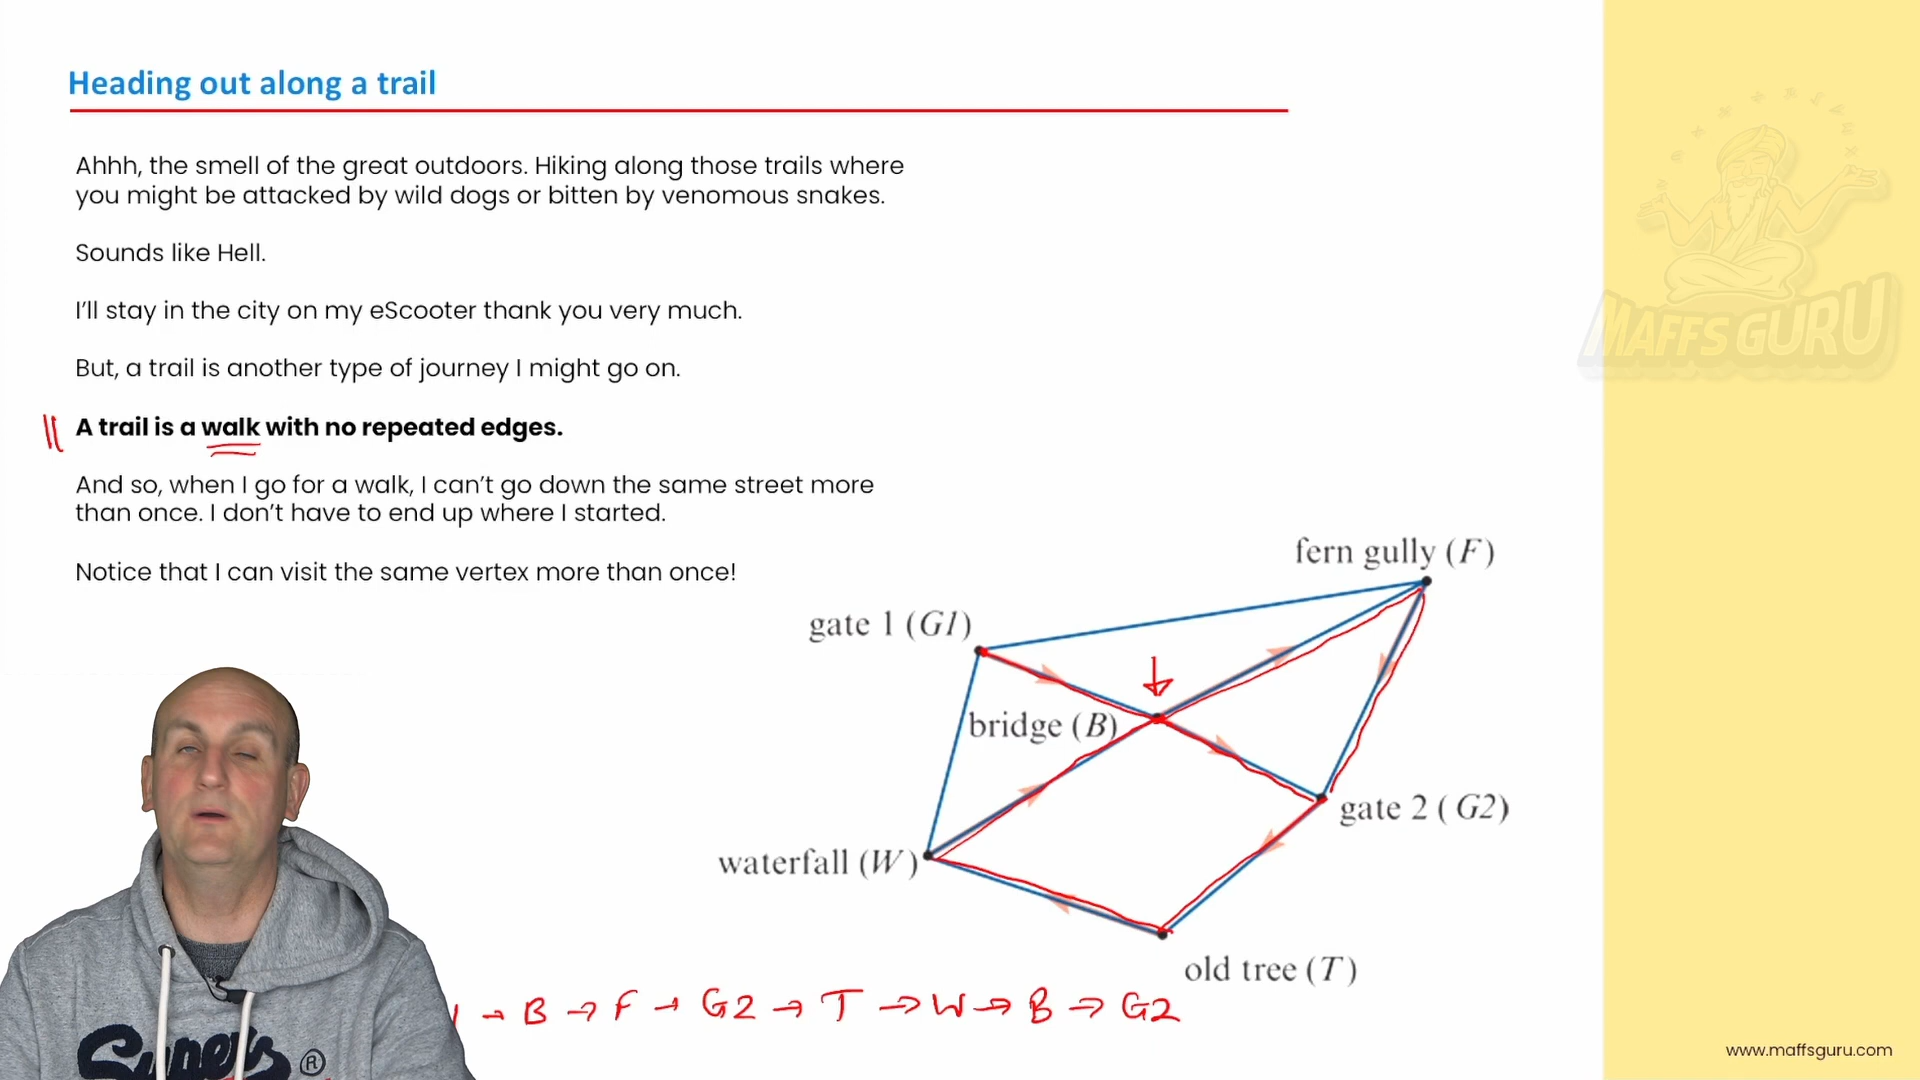 Heading out along a trail
Ahhh, the smell of the great outdoors. Hiking along those trails where
you might be attacked by wild dogs or bitten by venomous snakes.
Sounds like Hell.
I'll stay in the city on my eScooter thank you very much.
But, a trail is another type of journey I might go on.
A trail is a walk with no repeated edges.
And so, when I go for a walk, I can't go down the same street more
than once. I don't have to end up where I started.
Notice that I can visit the same vertex more than once!
fern gully (F)
gate 1 (G1)
bridge (B)
gate 2 (G2)
waterfall (W)
old tree (T)
→ B → F → G2 → T → W → B → G2
MAFFS GURU
www.maffsguru.com